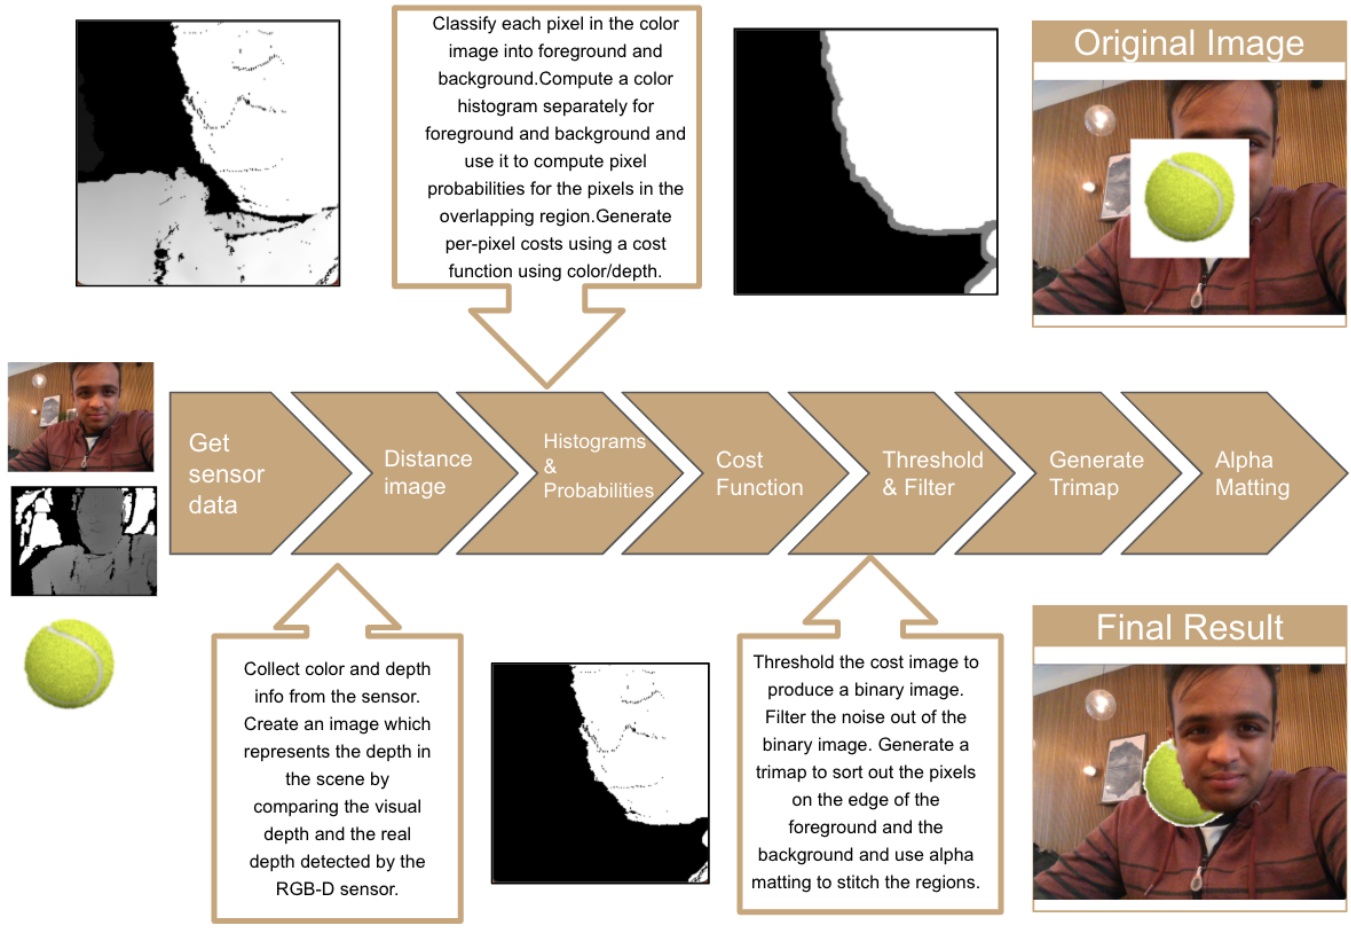 Classify each pixel in the color
image into foreground and
background.Compute a color
histogram separately for
foreground and background and
use it to compute pixel
probabilities for the pixels in the
overlapping region.Generate
per-pixel costs using a cost
function using color/depth.
Original Image
Get
sensor
data
Distance
image
Histograms
&
Probabilities
Cost
Function
Threshold
& Filter
Generate
Trimap
Alpha
Matting
Collect color and depth
info from the sensor.
Create an image which
represents the depth in
the scene by
comparing the visual
depth and the real
depth detected by the
RGB-D sensor.
Threshold the cost image to
produce a binary image.
Filter the noise out of the
binary image. Generate a
trimap to sort out the pixels
on the edge of the
foreground and the
background and use alpha
matting to stitch the regions.
Final Result